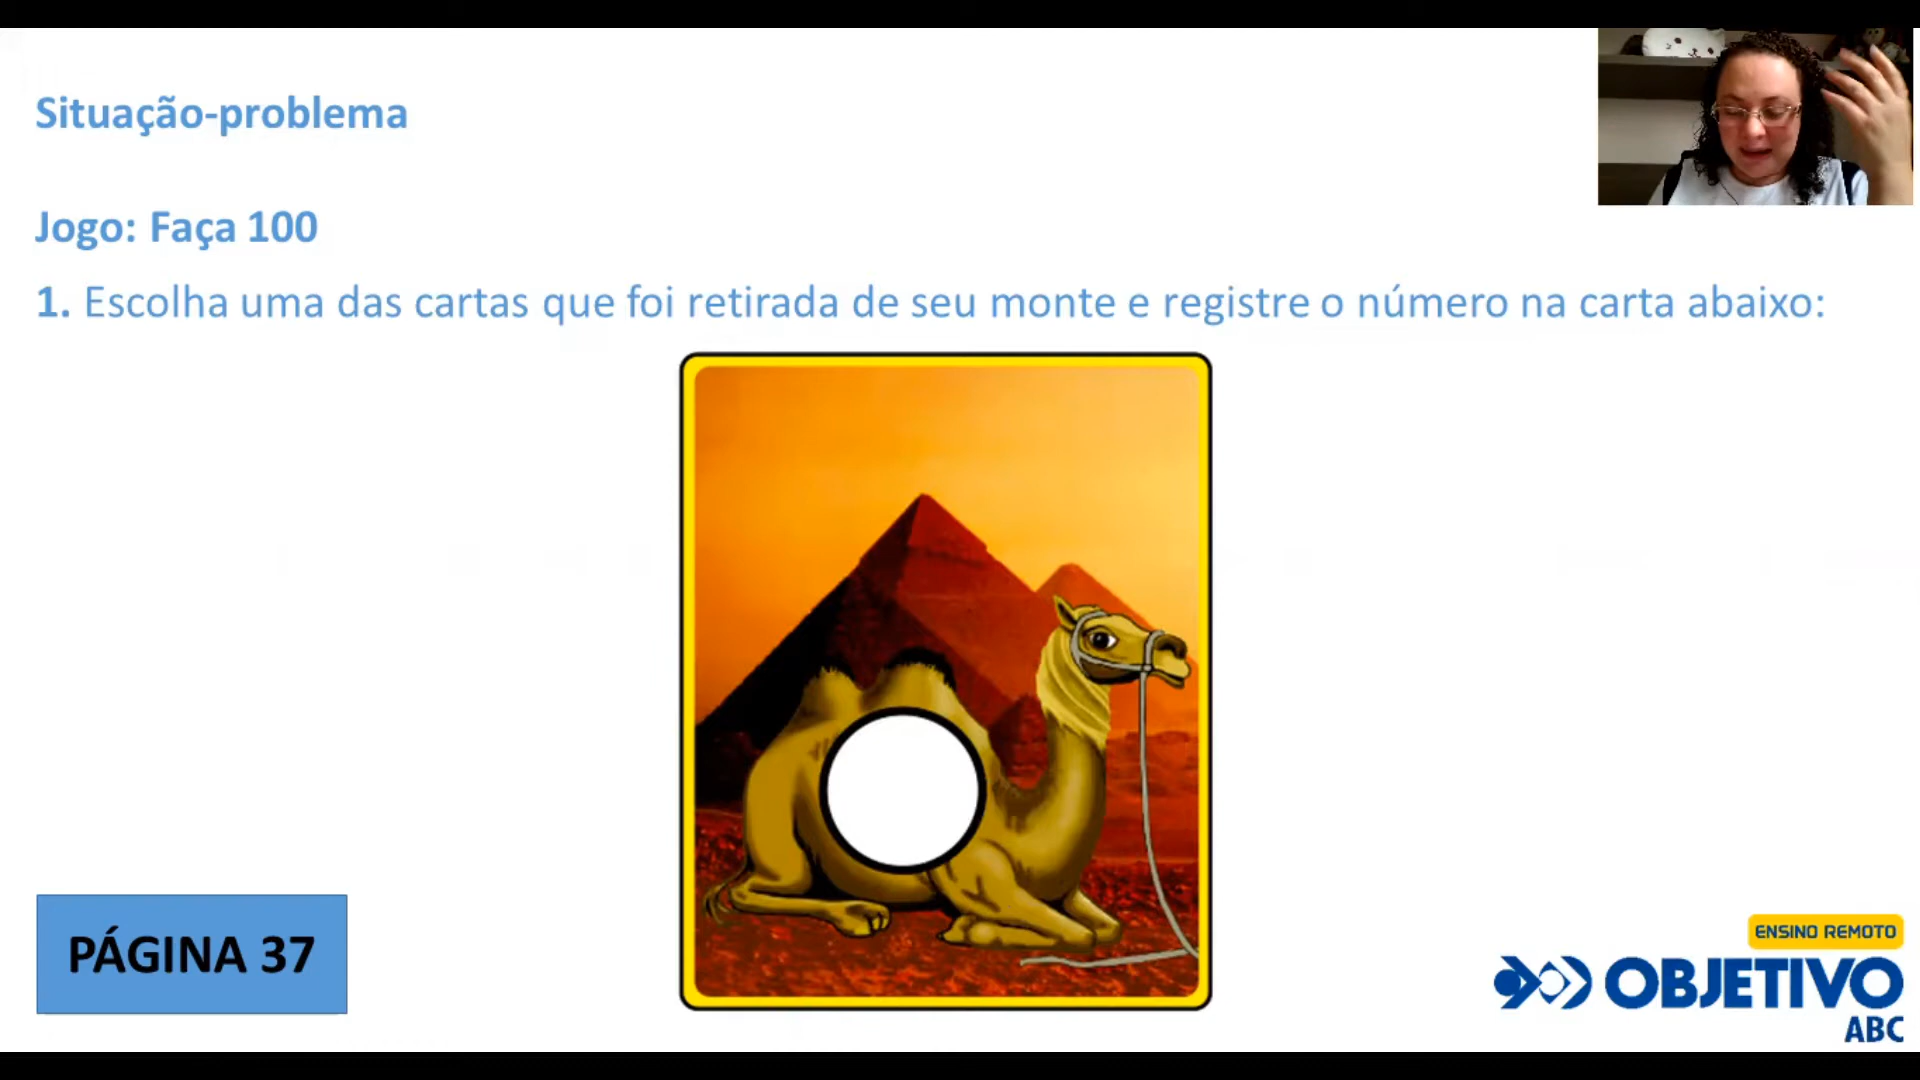 Situação-problema
Jogo: Faça 100
1. Escolha uma das cartas que foi retirada de seu monte e registre o número na carta abaixo:
PÁGINA 37
ENSINO REMOTO
OBJETIVO
ABC